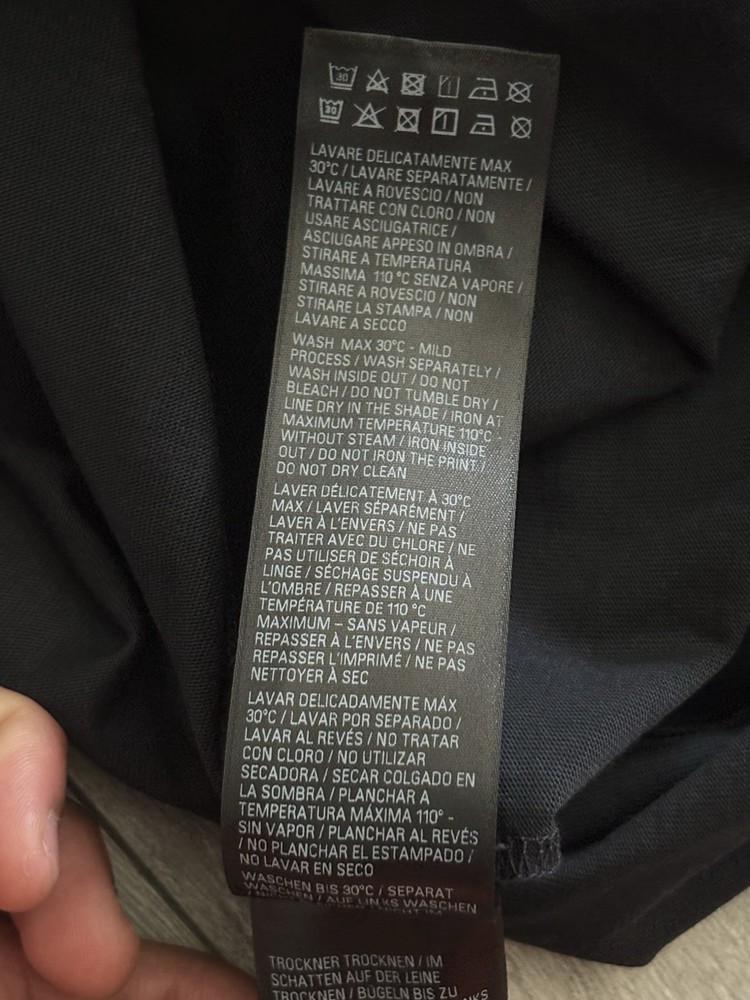 30
30
LAVARE DELICATAMENTE MAX
30°C / LAVARE SEPARATAMENTE /
LAVARE A ROVESCIO / NON
TRATTARE CON CLORO / NON
USARE ASCIUGATRICE /
ASCIUGARE APPESO IN OMBRA /
STIRARE A TEMPERATURA
MASSIMA 110 °C SENZA VAPORE /
STIRARE A ROVESCIO / NON
STIRARE LA STAMPA / NON
LAVARE A SECCO
WASH MAX 30°C - MILD
PROCESS / WASH SEPARATELY /
WASH INSIDE OUT / DO NOT
BLEACH / DO NOT TUMBLE DRY /
LINE DRY IN THE SHADE / IRON AT
MAXIMUM TEMPERATURE 110°C -
WITHOUT STEAM / IRON INSIDE
OUT / DO NOT IRON THE PRINT /
DO NOT DRY CLEAN
LAVER DÉLICATEMENT À 30°C
MAX / LAVER SÉPARÉMENT /
LAVER À L'ENVERS / NE PAS
TRAITER AVEC DU CHLORE / NE
PAS UTILISER DE SÉCHOIR À
LINGE / SÉCHAGE SUSPENDU À
L'OMBRE / REPASSER À UNE
TEMPÉRATURE DE 110 °C
MAXIMUM – SANS VAPEUR /
REPASSER À L'ENVERS / NE PAS
REPASSER L'IMPRIMÉ / NE PAS
NETTOYER À SEC
LAVAR DELICADAMENTE MÁX
30°C / LAVAR POR SEPARADO /
LAVAR AL REVÉS / NO TRATAR
CON CLORO / NO UTILIZAR
SECADORA / SECAR COLGADO EN
LA SOMBRA / PLANCHAR A
TEMPERATURA MÁXIMA 110° -
SIN VAPOR / PLANCHAR AL REVÉS
/ NO PLANCHAR EL ESTAMPADO /
NO LAVAR EN SECO
WASCHEN BIS 30°C / SEPARAT
WASCHEN / AUF LINKS WASCHEN
TROCKNER TROCKNEN / IM
SCHATTEN AUF DER LEINE
TROCKNEN / BÜGELN BIS ZU